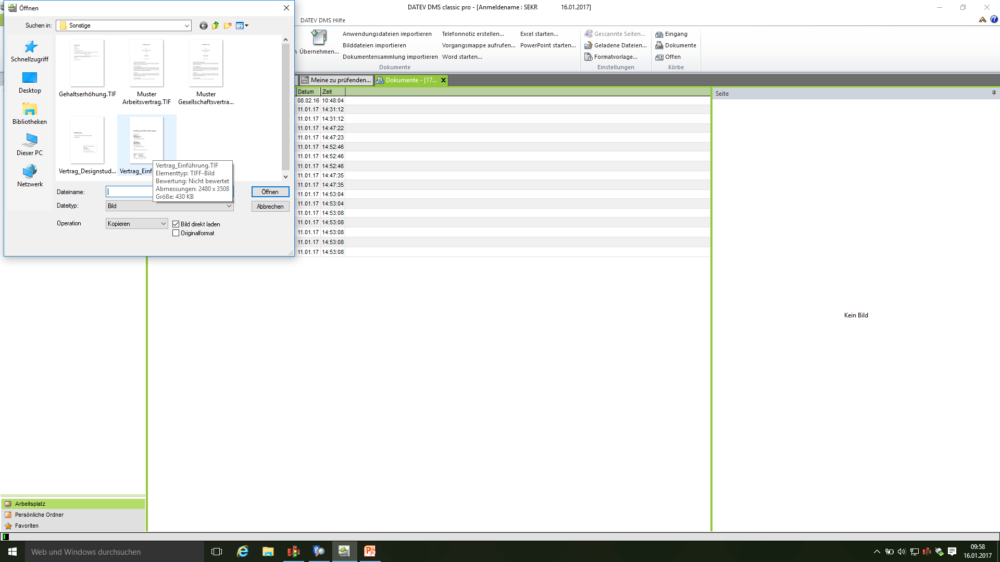 Öffnen
Suchen in:
Sonstige
Schnellzugriff
Desktop
Bibliotheken
Dieser PC
Netzwerk
Gehaltserhöhung.TIF
Muster
Arbeitsvertrag.TIF
Muster
Gesellschaftsvertra...
Vertrag_Designstud...
Vertrag_Einf
Vertrag_Einführung.TIF
Elementtyp: TIFF-Bild
Bewertung: Nicht bewertet
Abmessungen: 2480 x 3508
Größe: 430 KB
Dateiname:
Öffnen
Dateityp:
Bild
Abbrechen
Operation
Kopieren
Bild direkt laden
Originalformat
DATEV DMS classic pro - [Anmeldename : SEKR 16.01.2017]
DATEV DMS Hilfe
Übernehmen...
Anwendungsdateien importieren
Bilddateien importieren
Dokumentensammlung importieren
Telefonnotiz erstellen...
Vorgangsmappe aufrufen...
Word starten...
Excel starten...
PowerPoint starten...
Dokumente
Gescannte Seiten...
Geladene Dateien...
Formatvorlage...
Einstellungen
Eingang
Dokumente
Offen
Körbe
Meine zu prüfenden...
Dokumente - [17...
Datum Zeit
08.02.16 10:48:04
11.01.17 14:31:12
11.01.17 14:31:12
11.01.17 14:47:22
11.01.17 14:47:23
11.01.17 14:52:46
11.01.17 14:52:46
11.01.17 14:52:46
11.01.17 14:47:35
11.01.17 14:47:35
11.01.17 14:53:04
11.01.17 14:53:04
11.01.17 14:53:08
11.01.17 14:53:08
11.01.17 14:53:08
11.01.17 14:53:08
11.01.17 14:53:08
Seite
Kein Bild
Arbeitsplatz
Persönliche Ordner
Favoriten
Web und Windows durchsuchen
09:58
16.01.2017